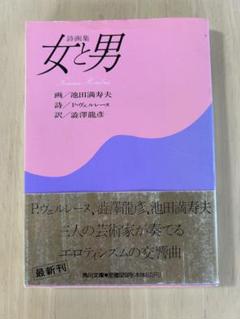 詩画集
女と男
画／池田満寿夫
詩／P・ヴェルレーヌ
訳／澁澤龍彦
P.ヴェルレーヌ、澁澤龍彦、池田満寿夫
三人の芸術家が奏てる
エロティシズムの交響曲
最新刊